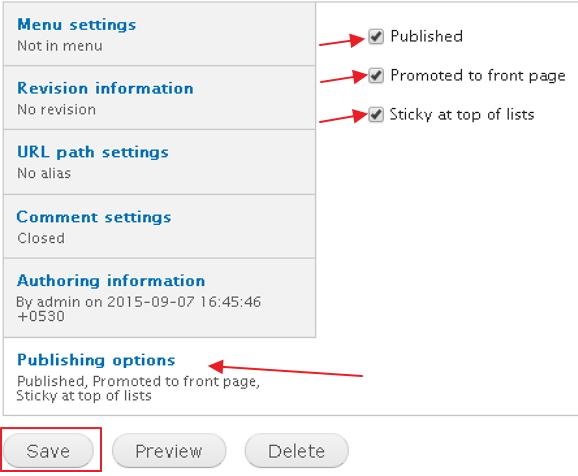 Menu settings
Not in menu
Revision information
No revision
URL path settings
No alias
Comment settings
Closed
Authoring information
By admin on 2015-09-07 16:45:46
+0530
Publishing options
Published, Promoted to front page,
Sticky at top of lists
Published
Promoted to front page
Sticky at top of lists
Save
Preview
Delete